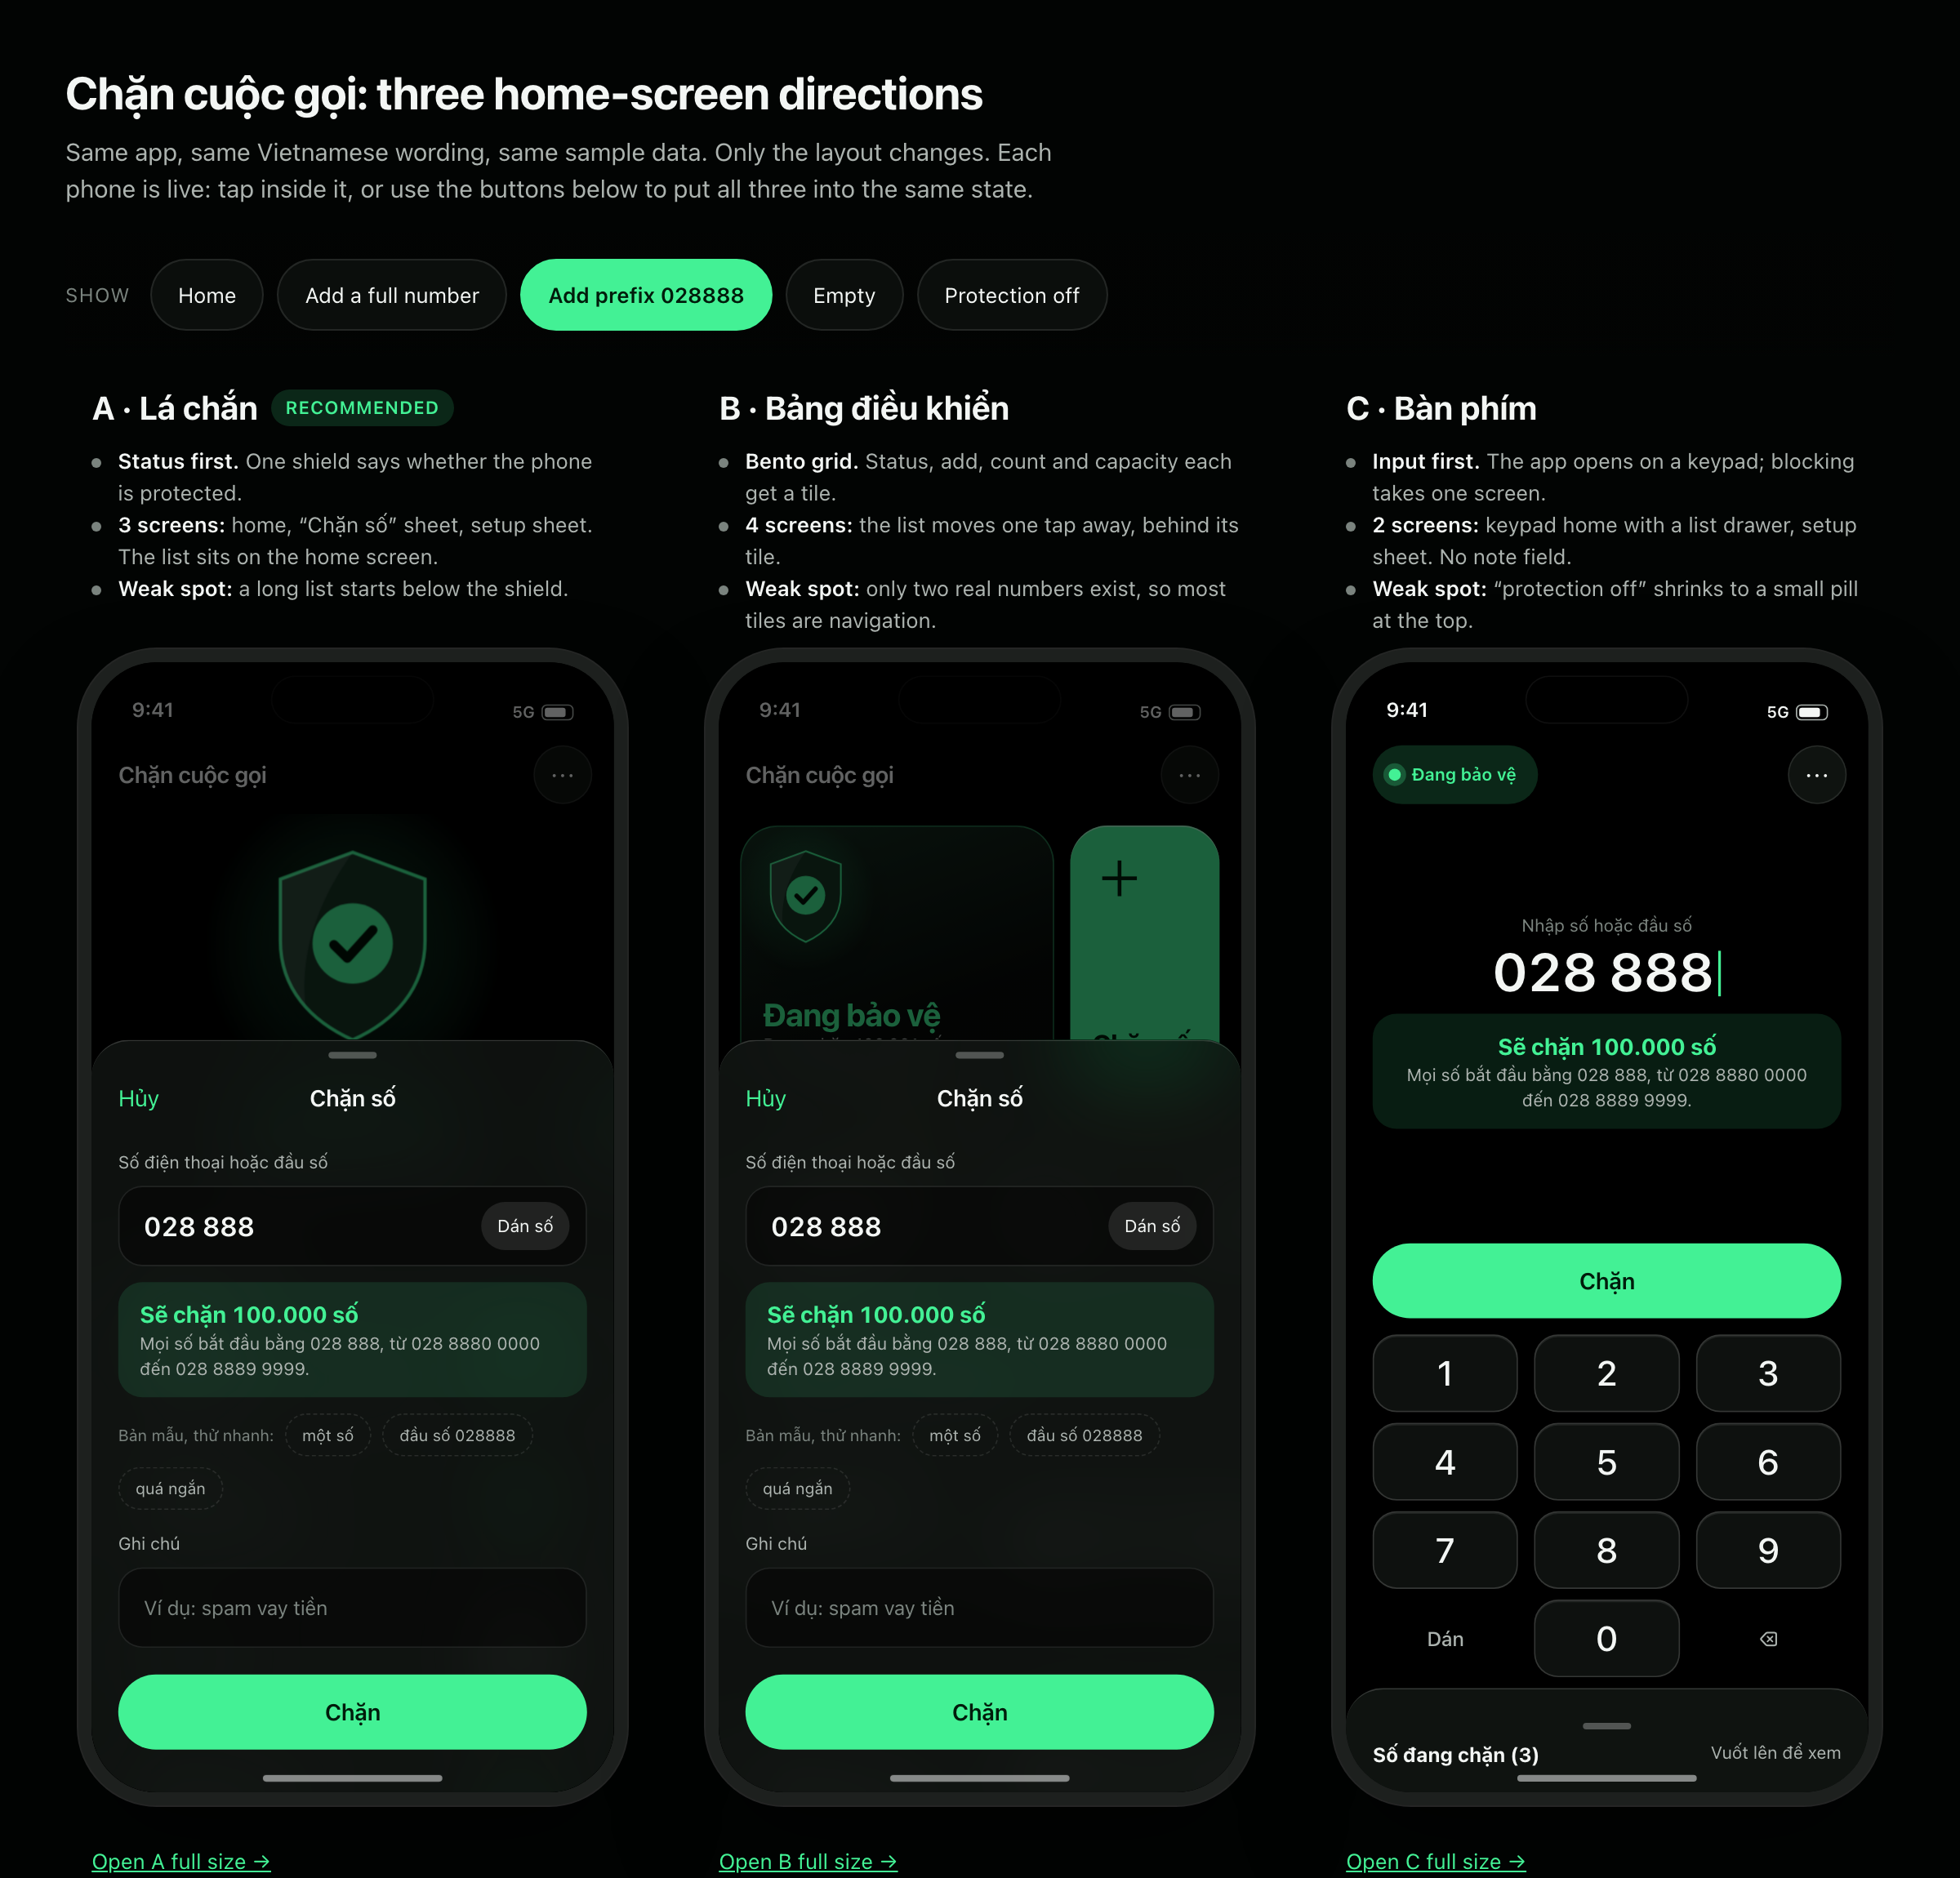 Chặn cuộc gọi: three home-screen directions
Same app, same Vietnamese wording, same sample data. Only the layout changes. Each
phone is live: tap inside it, or use the buttons below to put all three into the same state.
SHOW
Home
Add a full number
Add prefix 028888
Empty
Protection off
A · Lá chắn
RECOMMENDED
Status first. One shield says whether the phone
is protected.
3 screens: home, “Chặn số” sheet, setup sheet.
The list sits on the home screen.
Weak spot: a long list starts below the shield.
9:41
5G
Chặn cuộc gọi
Hủy
Chặn số
Số điện thoại hoặc đầu số
028 888
Dán số
Sẽ chặn 100.000 số
Mọi số bắt đầu bằng 028 888, từ 028 8880 0000
đến 028 8889 9999.
Bản mẫu, thử nhanh:
một số
đầu số 028888
quá ngắn
Ghi chú
Ví dụ: spam vay tiền
Chặn
Open A full size →
B · Bảng điều khiển
Bento grid. Status, add, count and capacity each
get a tile.
4 screens: the list moves one tap away, behind its
tile.
Weak spot: only two real numbers exist, so most
tiles are navigation.
9:41
5G
Chặn cuộc gọi
Đang bảo vệ
Hủy
Chặn số
Số điện thoại hoặc đầu số
028 888
Dán số
Sẽ chặn 100.000 số
Mọi số bắt đầu bằng 028 888, từ 028 8880 0000
đến 028 8889 9999.
Bản mẫu, thử nhanh:
một số
đầu số 028888
quá ngắn
Ghi chú
Ví dụ: spam vay tiền
Chặn
Open B full size →
C · Bàn phím
Input first. The app opens on a keypad; blocking
takes one screen.
2 screens: keypad home with a list drawer, setup
sheet. No note field.
Weak spot: “protection off” shrinks to a small pill
at the top.
9:41
5G
Đang bảo vệ
Nhập số hoặc đầu số
028 888
Sẽ chặn 100.000 số
Mọi số bắt đầu bằng 028 888, từ 028 8880 0000
đến 028 8889 9999.
Chặn
1 2 3
4 5 6
7 8 9
Dán 0
Số đang chặn (3)
Vuốt lên để xem
Open C full size →